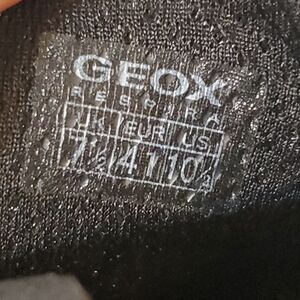 GEOX
RESPIRA
UK EUR US
7½ 41 10½